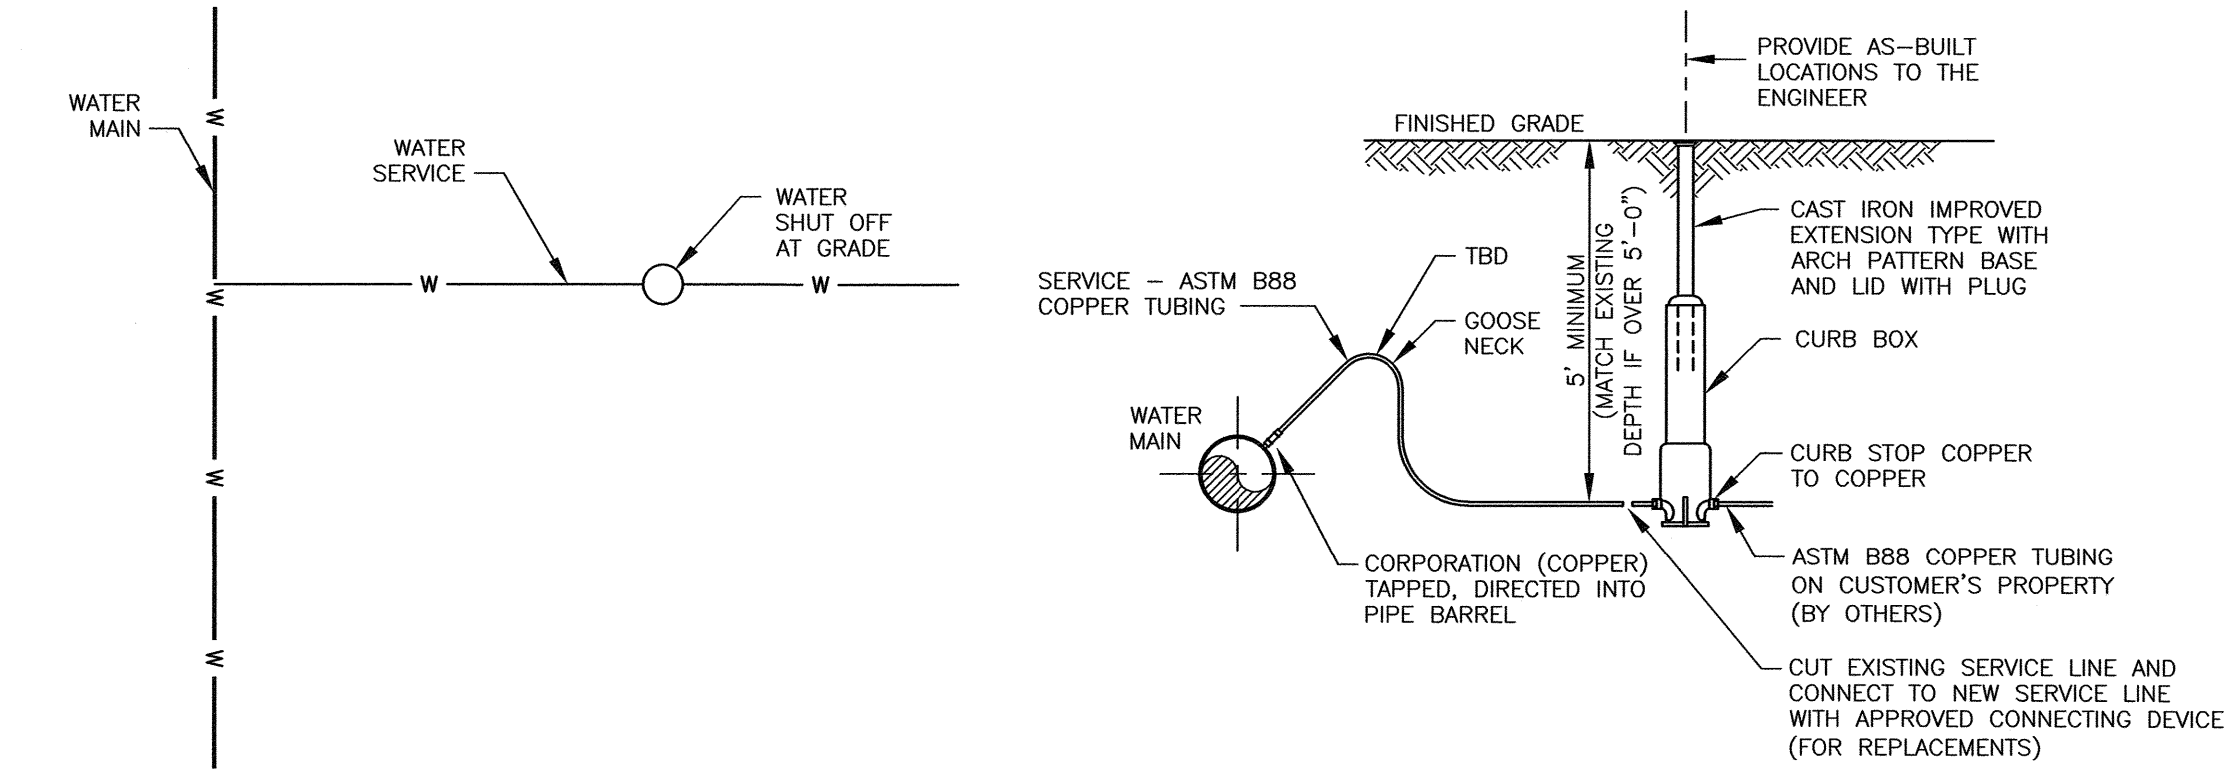 WATER
MAIN
W
WATER
SERVICE
WATER
SHUT OFF
AT GRADE
W
W
W
W
W
PROVIDE AS-BUILT
LOCATIONS TO THE
ENGINEER
FINISHED GRADE
CAST IRON IMPROVED
EXTENSION TYPE WITH
ARCH PATTERN BASE
AND LID WITH PLUG
TBD
SERVICE - ASTM B88
COPPER TUBING
GOOSE
NECK
5' MINIMUM
(MATCH EXISTING
DEPTH IF OVER 5'-0")
CURB BOX
WATER
MAIN
CURB STOP COPPER
TO COPPER
CORPORATION (COPPER)
TAPPED, DIRECTED INTO
PIPE BARREL
ASTM B88 COPPER TUBING
ON CUSTOMER'S PROPERTY
(BY OTHERS)
CUT EXISTING SERVICE LINE AND
CONNECT TO NEW SERVICE LINE
WITH APPROVED CONNECTING DEVICE
(FOR REPLACEMENTS)